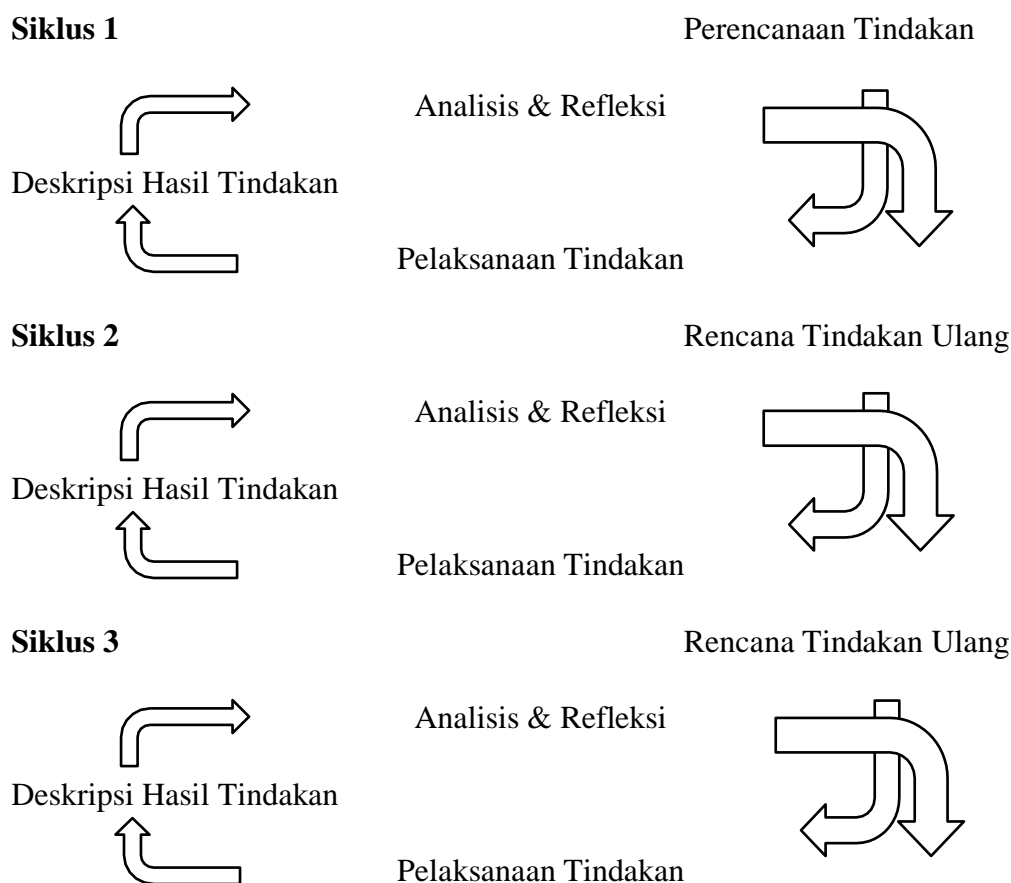 Siklus 1
Perencanaan Tindakan
Analisis & Refleksi
Deskripsi Hasil Tindakan
Pelaksanaan Tindakan
Siklus 2
Rencana Tindakan Ulang
Analisis & Refleksi
Deskripsi Hasil Tindakan
Pelaksanaan Tindakan
Siklus 3
Rencana Tindakan Ulang
Analisis & Refleksi
Deskripsi Hasil Tindakan
Pelaksanaan Tindakan